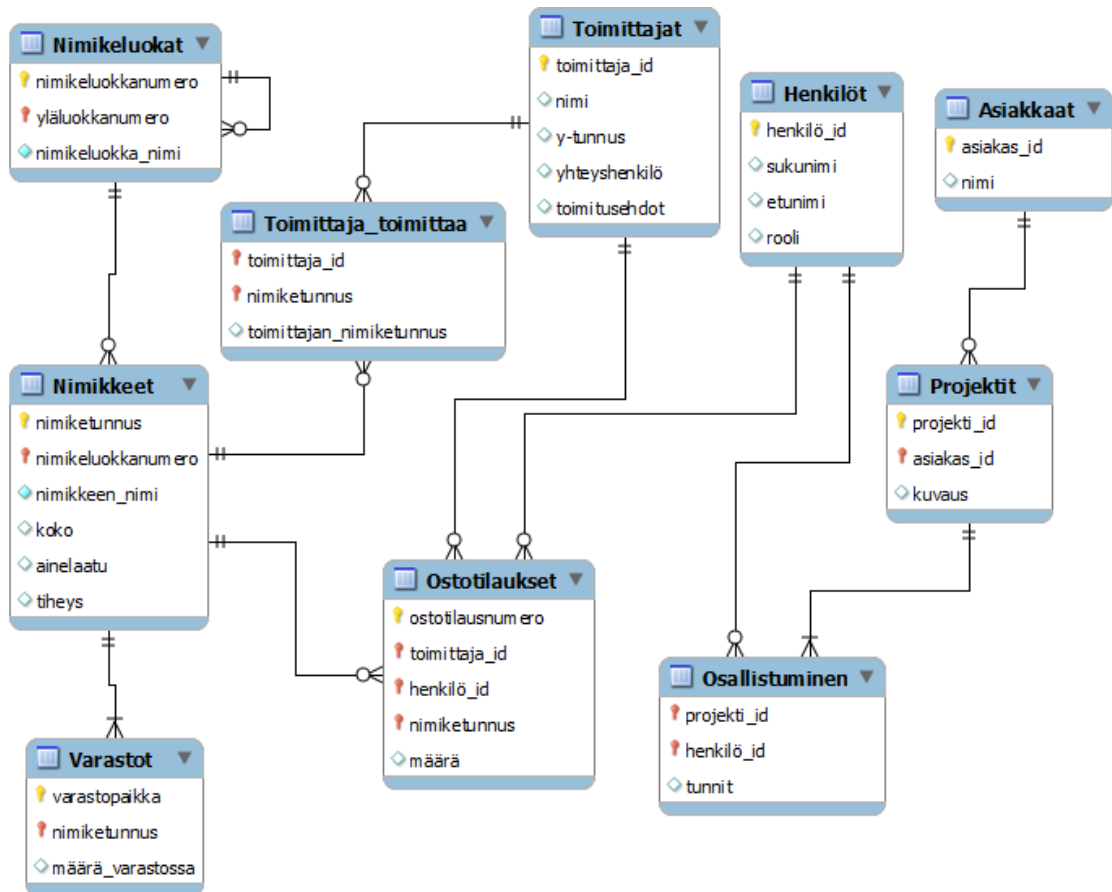 Nimikeluokat
nimikeluokkanumero
yläluokkanumero
nimikeluokka_nimi
Toimittajat
toimittaja_id
nimi
y-tunnus
yhteyshenkilö
toimitusehdot
Henkilöt
henkilö_id
sukunimi
etunimi
rooli
Asiakkaat
asiakas_id
nimi
Toimittaja_toimittaa
toimittaja_id
nimiketunnus
toimittajan_nimiketunnus
Nimikkeet
nimiketunnus
nimikeluokkanumero
nimikkeen_nimi
koko
ainelaatu
tiheys
Projektit
projekti_id
asiakas_id
kuvaus
Ostotilaukset
ostotilausnumero
toimittaja_id
henkilö_id
nimiketunnus
määrä
Osallistuminen
projekti_id
henkilö_id
tunnit
Varastot
varastopaikka
nimiketunnus
määrä_varastossa